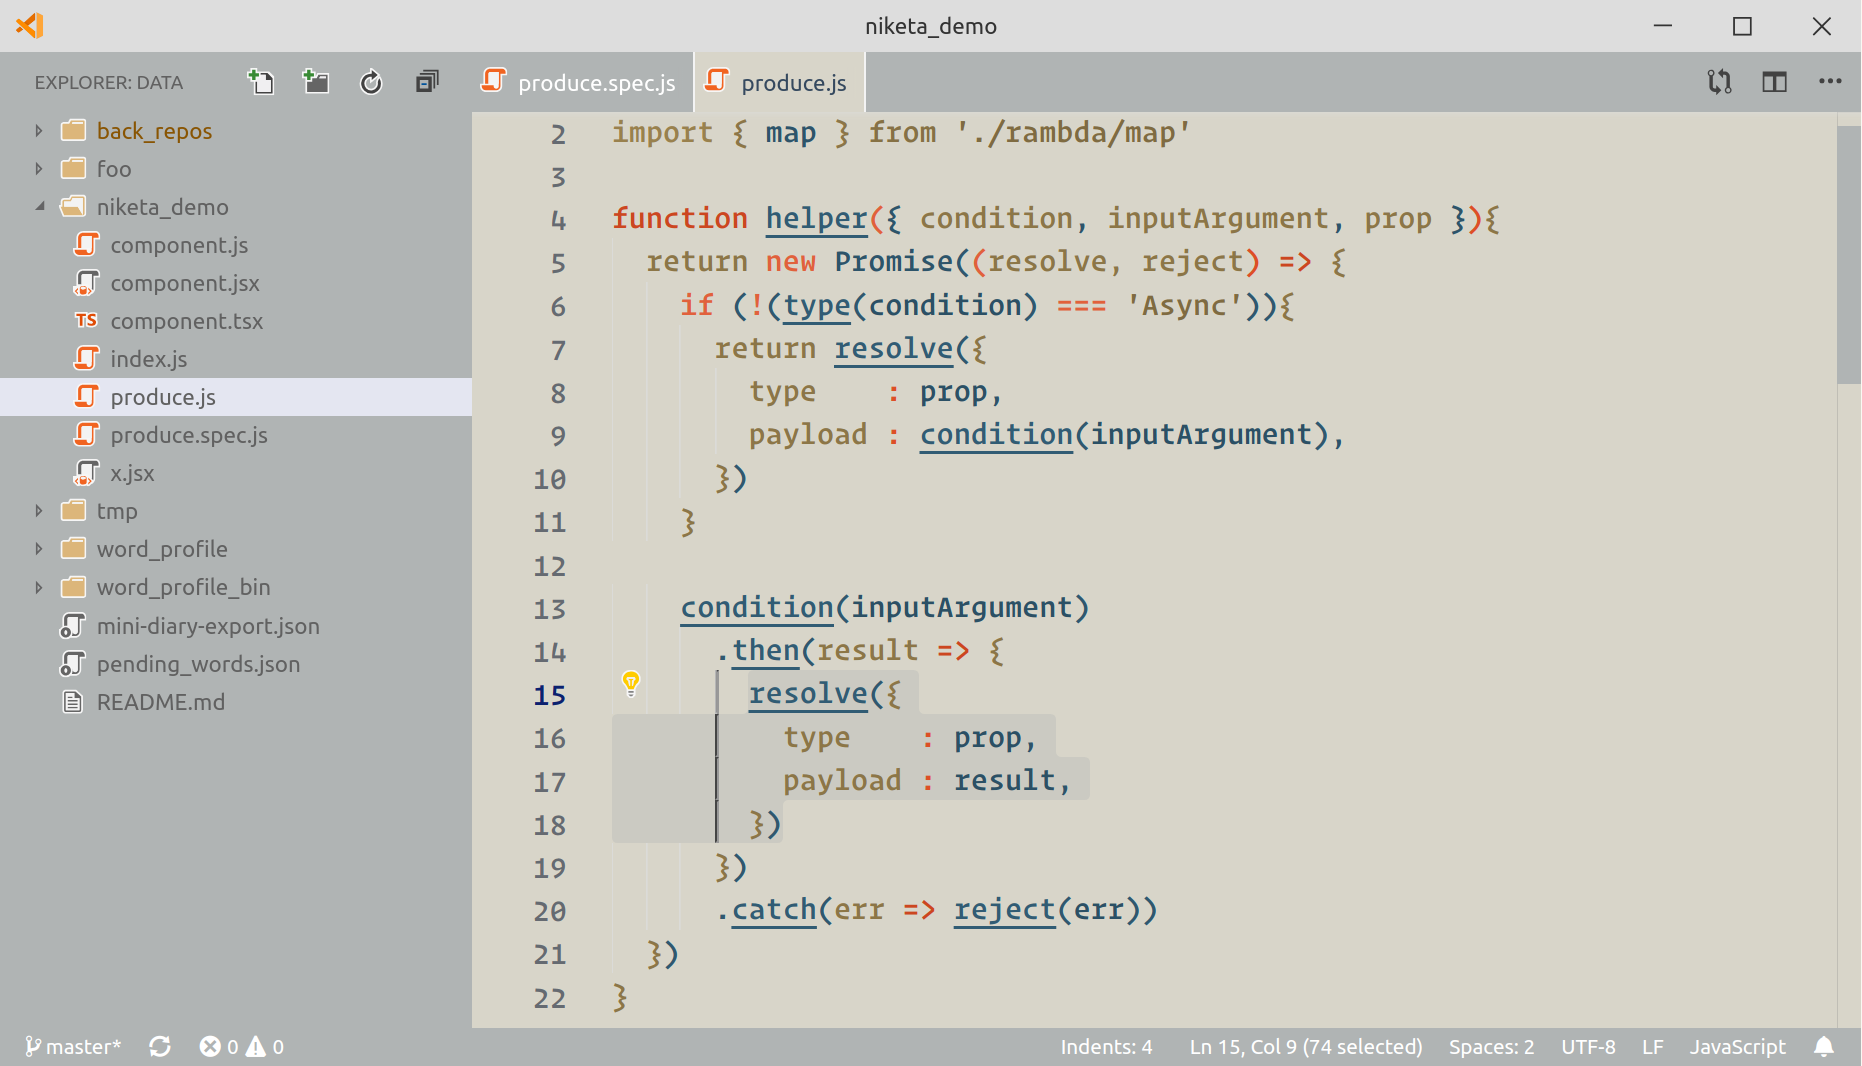 niketa_demo
EXPLORER: DATA
produce.spec.js
produce.js
back_repos
foo
niketa_demo
component.js
component.jsx
TS component.tsx
index.js
produce.js
produce.spec.js
x.jsx
tmp
word_profile
word_profile_bin
mini-diary-export.json
pending_words.json
README.md
2 import { map } from './rambda/map'
3
4 function helper({ condition, inputArgument, prop }){
5   return new Promise((resolve, reject) => {
6     if (!(type(condition) === 'Async')){
7       return resolve({
8         type    : prop,
9         payload : condition(inputArgument),
10       })
11     }
12
13     condition(inputArgument)
14       .then(result => {
15         resolve({
16           type    : prop,
17           payload : result,
18         })
19       })
20       .catch(err => reject(err))
21   })
22 }
master* 0 0 Indents: 4 Ln 15, Col 9 (74 selected) Spaces: 2 UTF-8 LF JavaScript